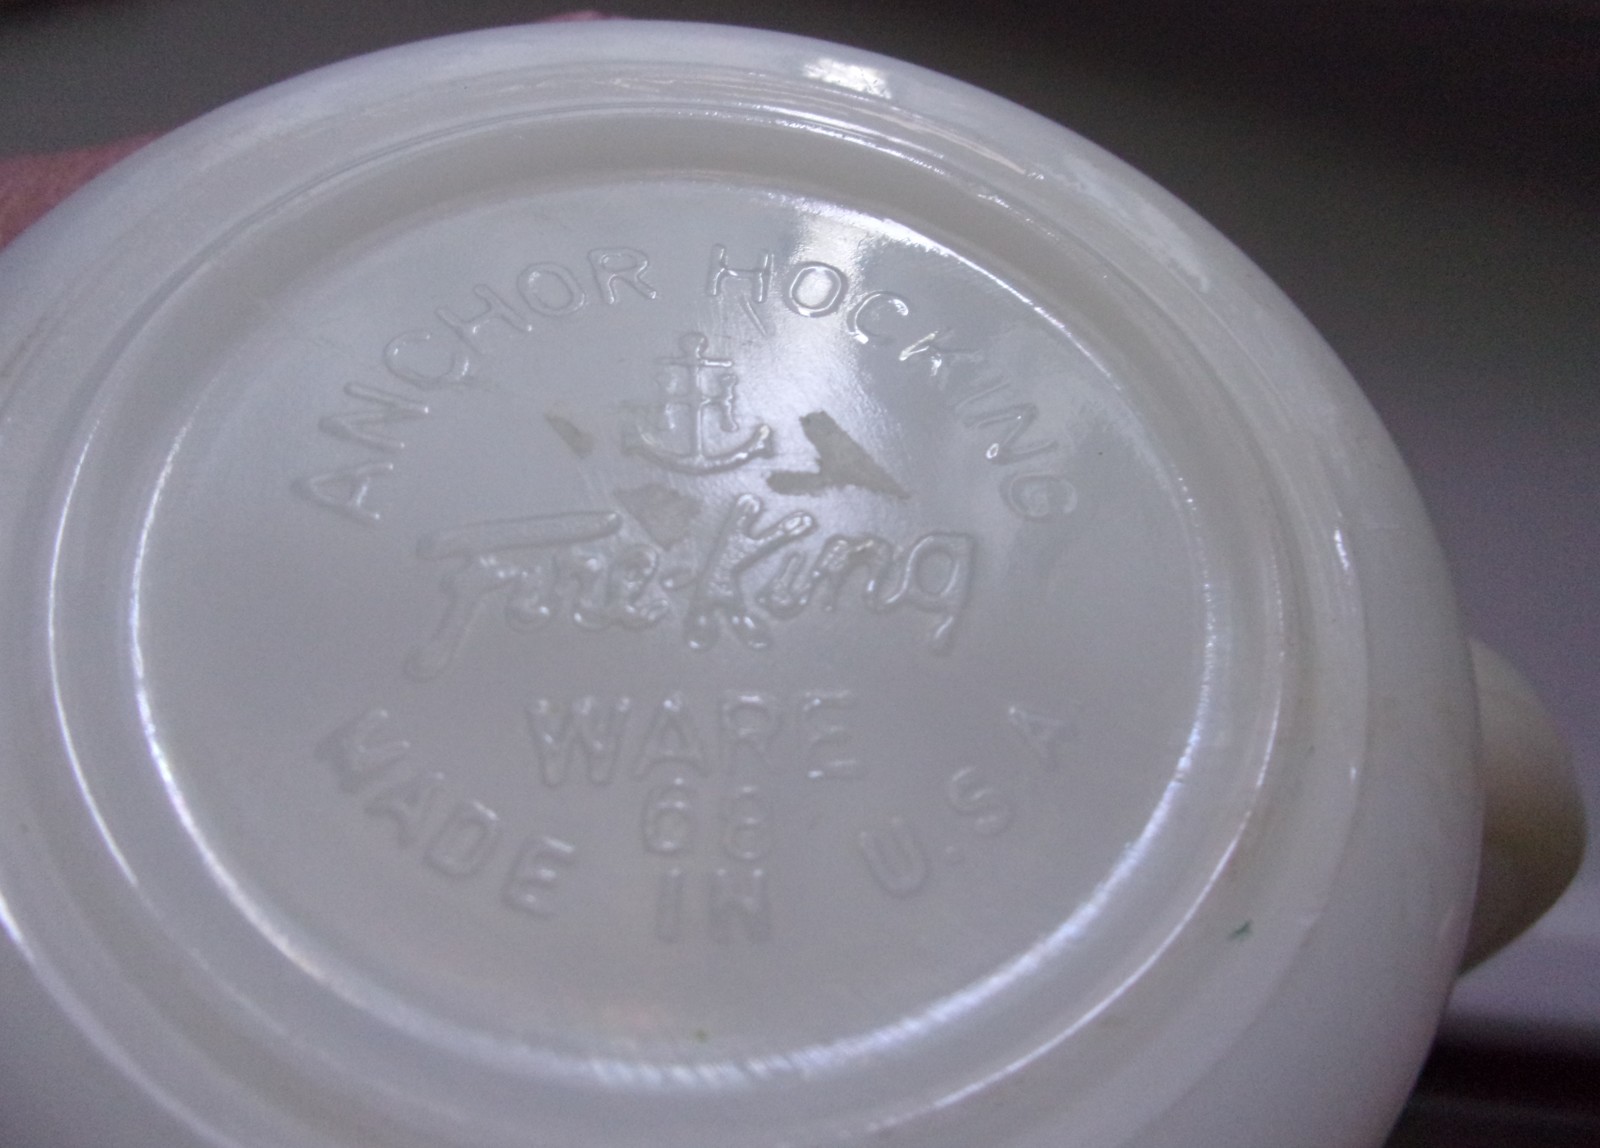 ANCHOR HOCKING
Fire-King
WARE
68
MADE IN U.S.A